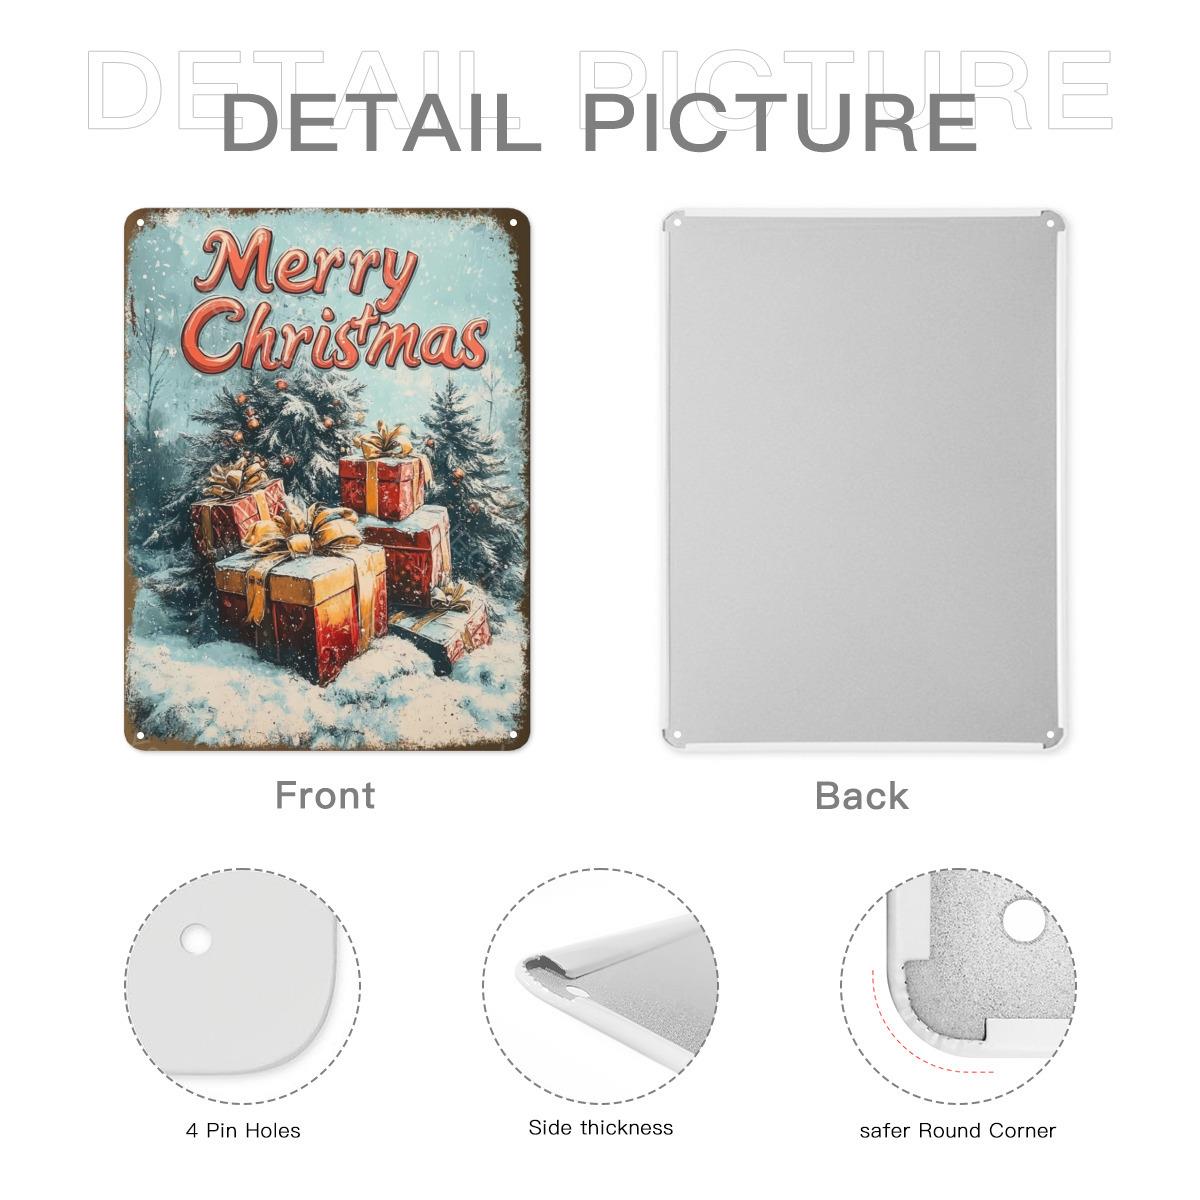 DETAIL PICTURE
DETAIL PICTURE
Merry
Christmas
Front
Back
4 Pin Holes
Side thickness
safer Round Corner